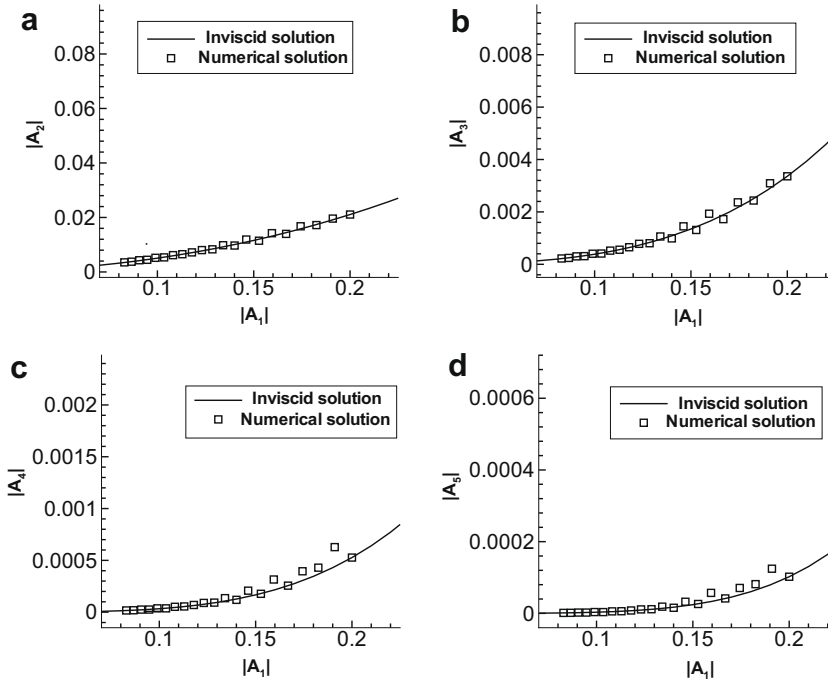 a
Inviscid solution
Numerical solution
|A2|
0.08
0.06
0.04
0.02
0
0.1 0.15 0.2
|A1|
b
Inviscid solution
Numerical solution
|A3|
0.008
0.006
0.004
0.002
0
0.1 0.15 0.2
|A1|
c
Inviscid solution
Numerical solution
|A4|
0.002
0.0015
0.001
0.0005
0
0.1 0.15 0.2
|A1|
d
Inviscid solution
Numerical solution
|A5|
0.0006
0.0004
0.0002
0
0.1 0.15 0.2
|A1|